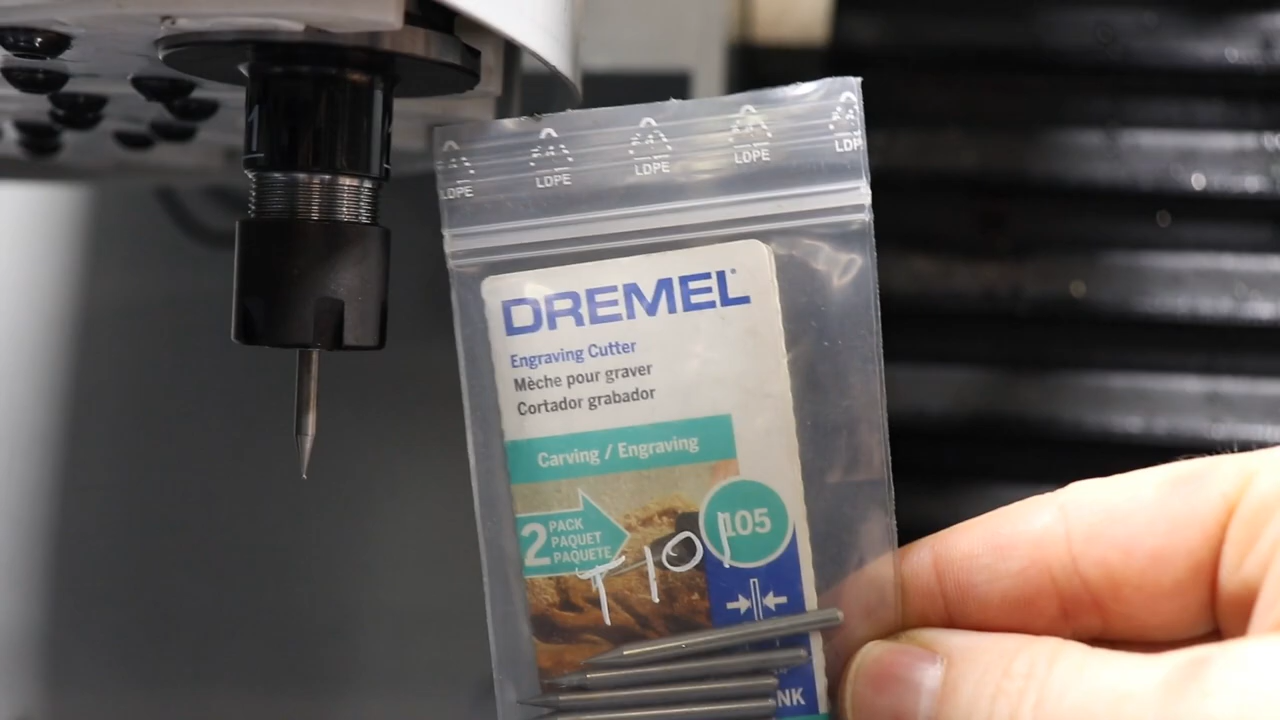 LDPE LDPE LDPE LDPE LDP
DREMEL
Engraving Cutter
Mèche pour graver
Cortador grabador
Carving / Engraving
2 PACK
PAQUET
PAQUETE
105
T101
NK
1